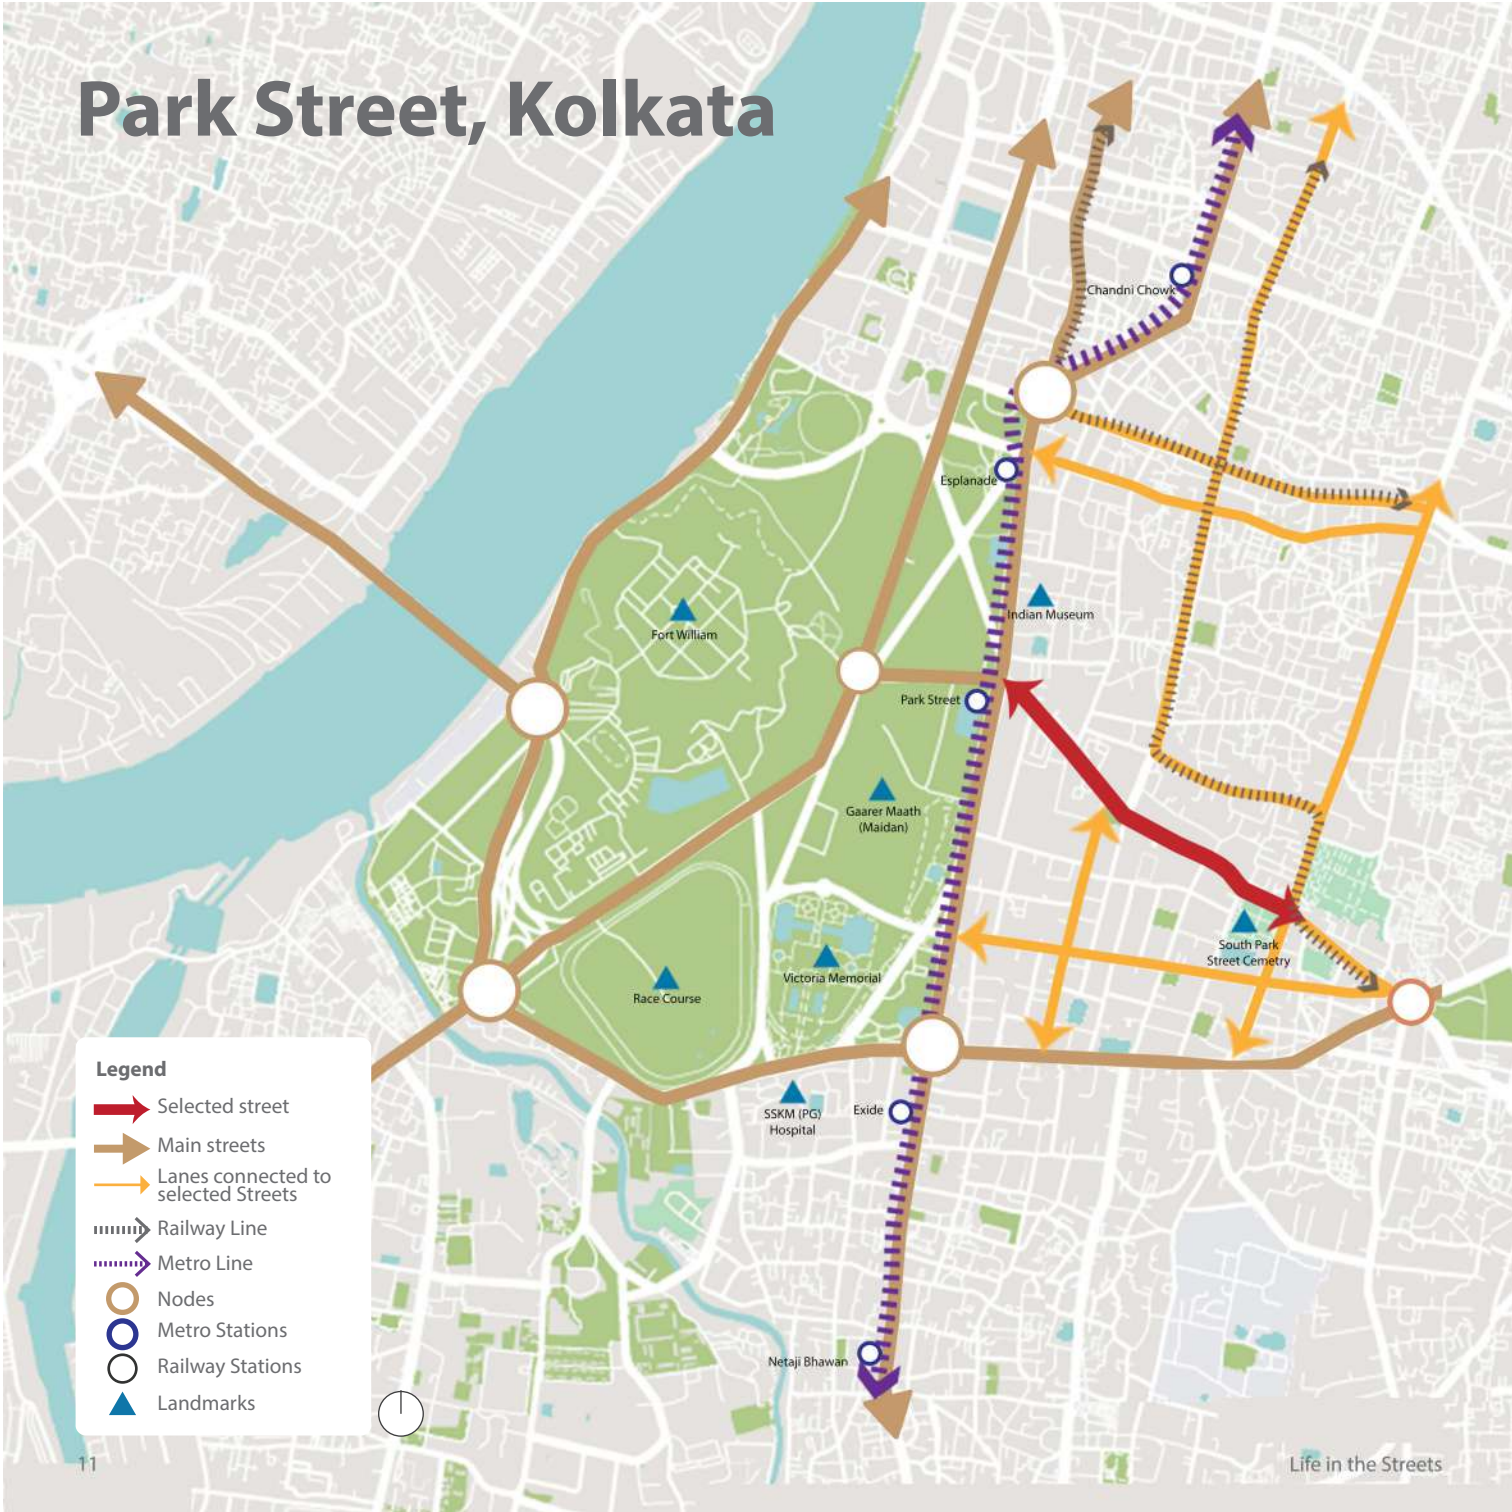 Park Street, Kolkata
Chandni Chowk
Esplanade
Indian Museum
Fort William
Park Street
Gaarer Maath
(Maidan)
South Park
Street Cemetry
Victoria Memorial
Race Course
SSKM (PG)
Hospital
Exide
Netaji Bhawan
Legend
Selected street
Main streets
Lanes connected to
selected Streets
Railway Line
Metro Line
Nodes
Metro Stations
Railway Stations
Landmarks
11
Life in the Streets